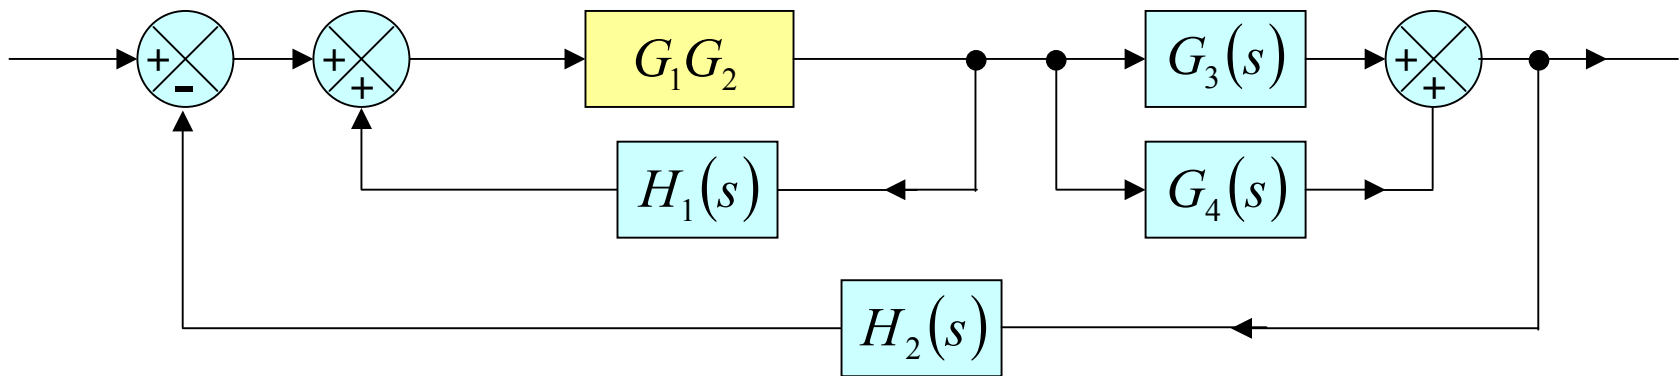 + - + + G₁G₂ G₃(s) + +
H₁(s) G₄(s)
H₂(s)